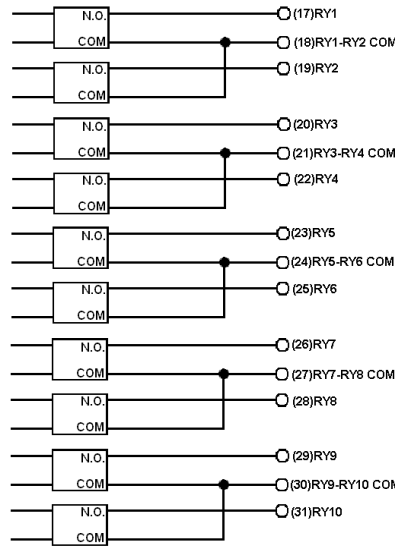 N.O. (17)RY1
COM (18)RY1-RY2 COM
N.O. (19)RY2
COM
N.O. (20)RY3
COM (21)RY3-RY4 COM
N.O. (22)RY4
COM
N.O. (23)RY5
COM (24)RY5-RY6 COM
N.O. (25)RY6
COM
N.O. (26)RY7
COM (27)RY7-RY8 COM
N.O. (28)RY8
COM
N.O. (29)RY9
COM (30)RY9-RY10 COM
N.O. (31)RY10
COM